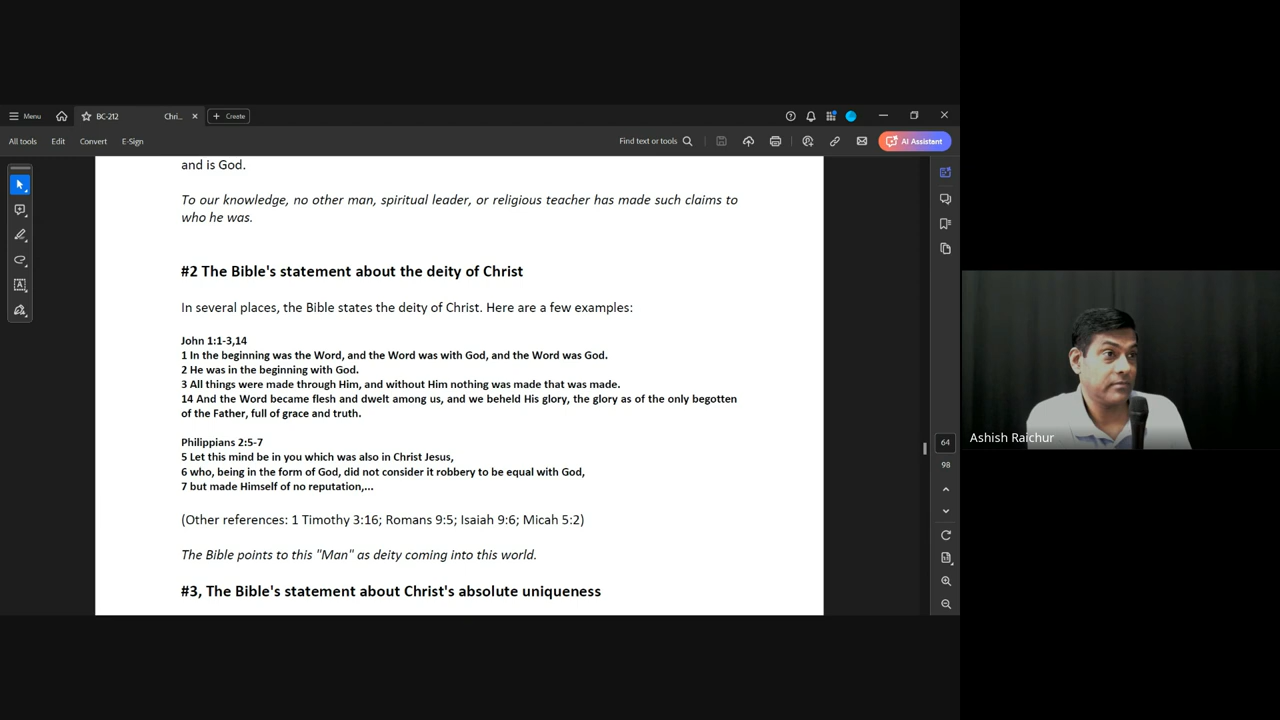 Menu
BC-212
Chri...
Create
All tools
Edit
Convert
E-Sign
Find text or tools
AI Assistant
and is God.
To our knowledge, no other man, spiritual leader, or religious teacher has made such claims to
who he was.
#2 The Bible's statement about the deity of Christ
In several places, the Bible states the deity of Christ. Here are a few examples:
John 1:1-3,14
1 In the beginning was the Word, and the Word was with God, and the Word was God.
2 He was in the beginning with God.
3 All things were made through Him, and without Him nothing was made that was made.
14 And the Word became flesh and dwelt among us, and we beheld His glory, the glory as of the only begotten
of the Father, full of grace and truth.
Philippians 2:5-7
5 Let this mind be in you which was also in Christ Jesus,
6 who, being in the form of God, did not consider it robbery to be equal with God,
7 but made Himself of no reputation,...
(Other references: 1 Timothy 3:16; Romans 9:5; Isaiah 9:6; Micah 5:2)
The Bible points to this "Man" as deity coming into this world.
#3, The Bible's statement about Christ's absolute uniqueness
64
98
Ashish Raichur